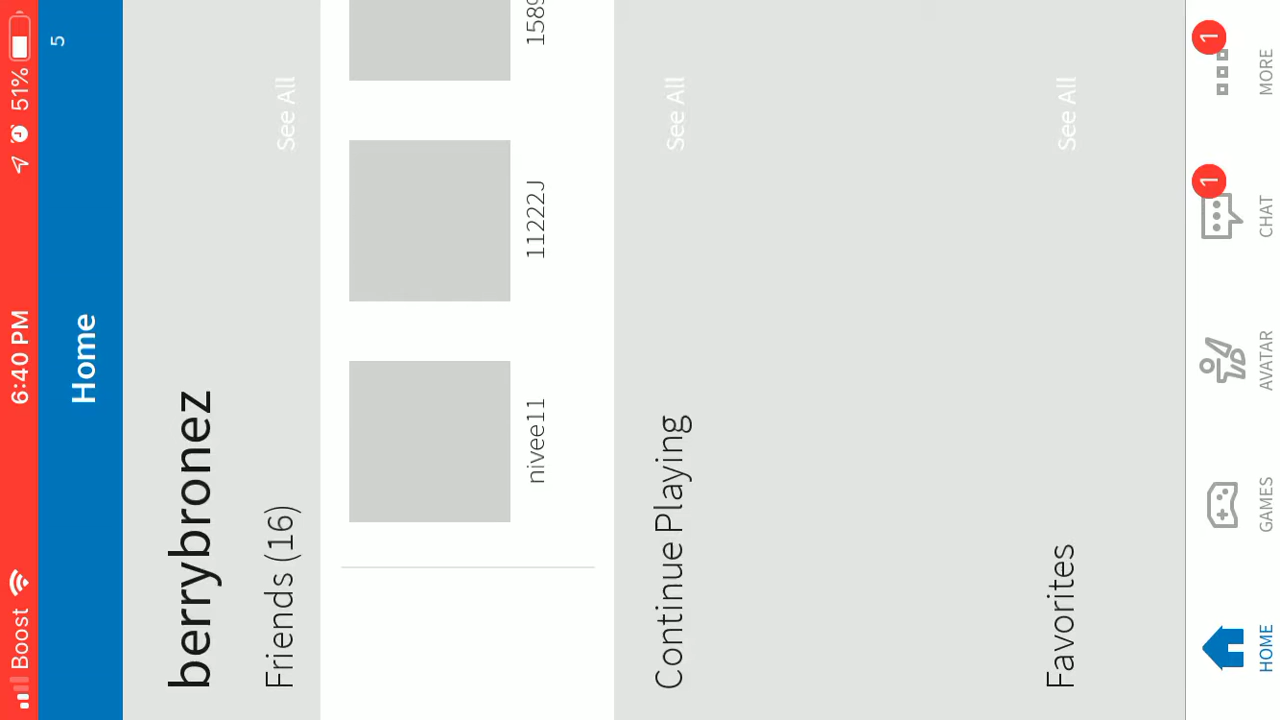 Boost 6:40 PM 51%
Home 5
berrybronez
Friends (16) See All
nivee11 11222J 1589
Continue Playing See All
Favorites See All
1 1
HOME GAMES AVATAR CHAT MORE